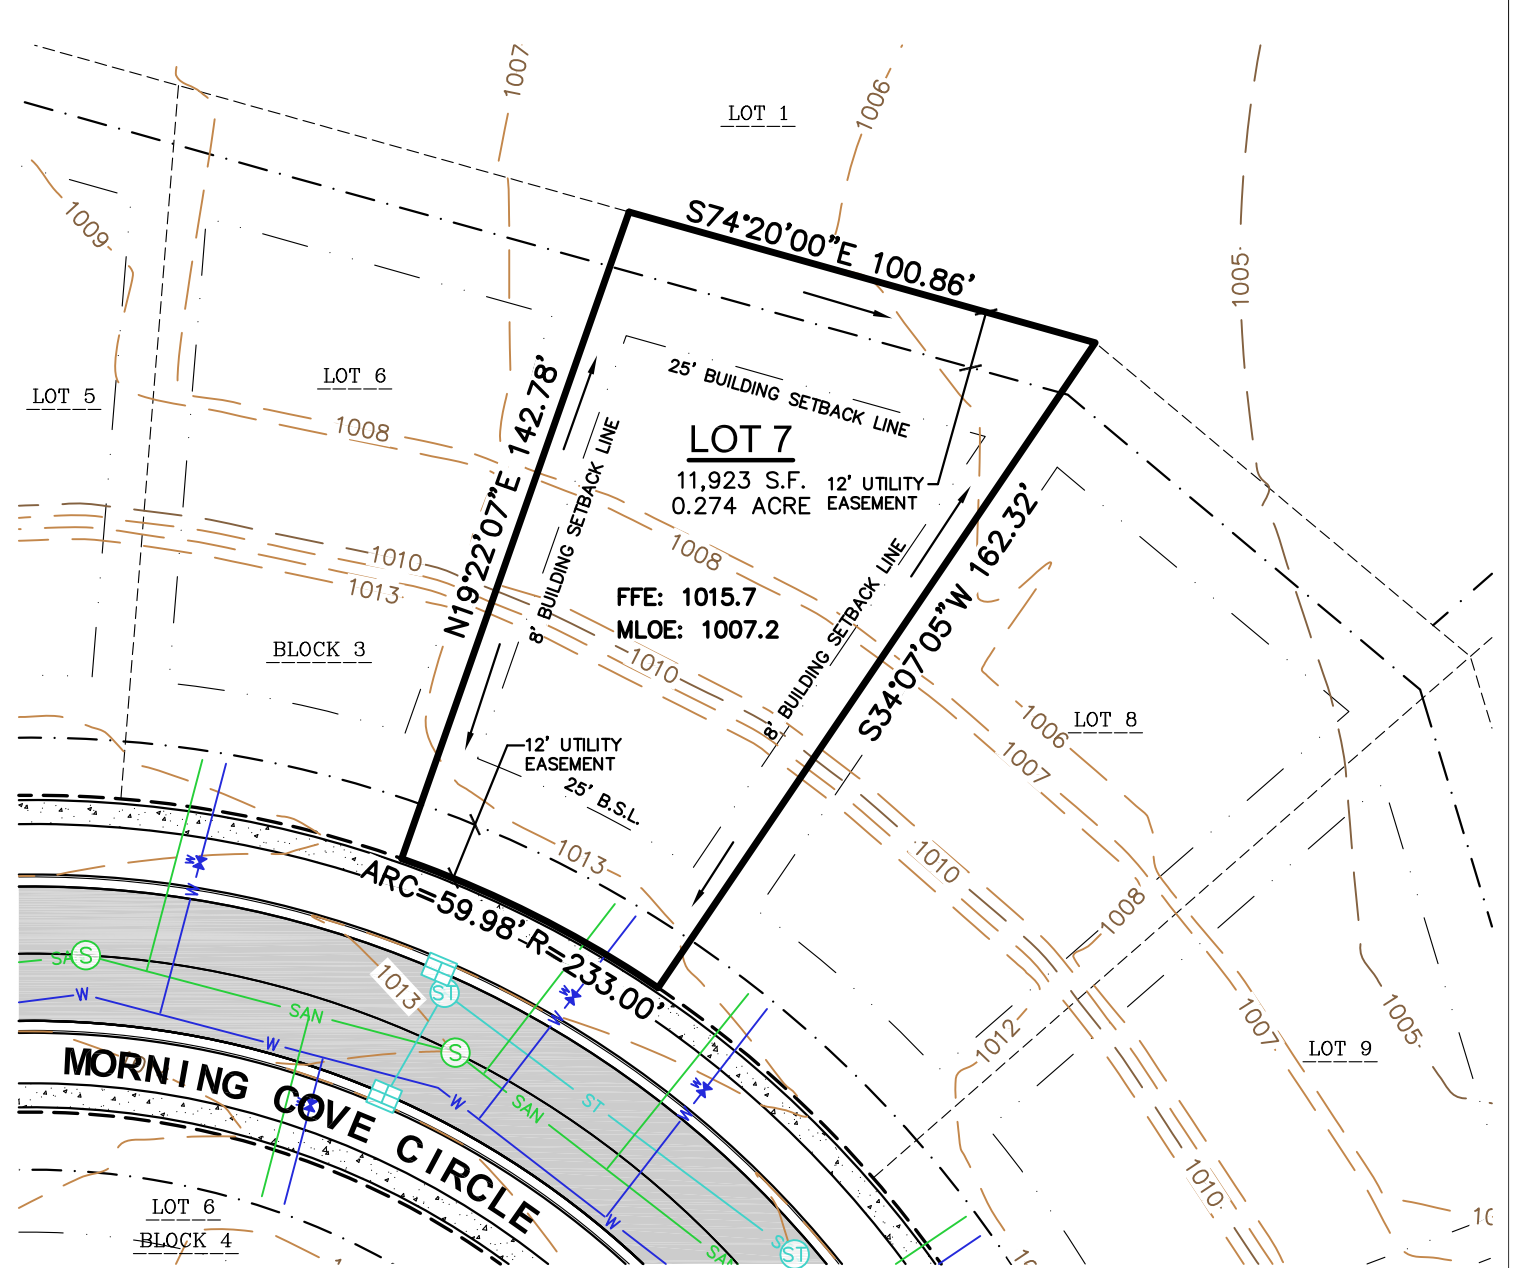 1007
1006
LOT 1
1009
S74°20'00"E 100.86'
1005
LOT 5
LOT 6
1008
N19°22'07"E 142.78'
25' BUILDING SETBACK LINE
LOT 7
11,923 S.F.
0.274 ACRE
12' UTILITY
EASEMENT
8' BUILDING SETBACK LINE
1010
1013
1008
FFE: 1015.7
MLOE: 1007.2
8' BUILDING SETBACK LINE
S34°07'05"W 162.32'
BLOCK 3
1010
1006
1007
LOT 8
12' UTILITY
EASEMENT
25' B.S.L.
1013
1010
1008
ARC=59.98' R=233.00'
W
W
W
W
SAN
S
1013
ST
W
SAN
W
S
1012
1007
1005
LOT 9
MORNING COVE CIRCLE
W
W
W
SAN
ST
W
W
1010
LOT 6
BLOCK 4
W
SAN
S
ST